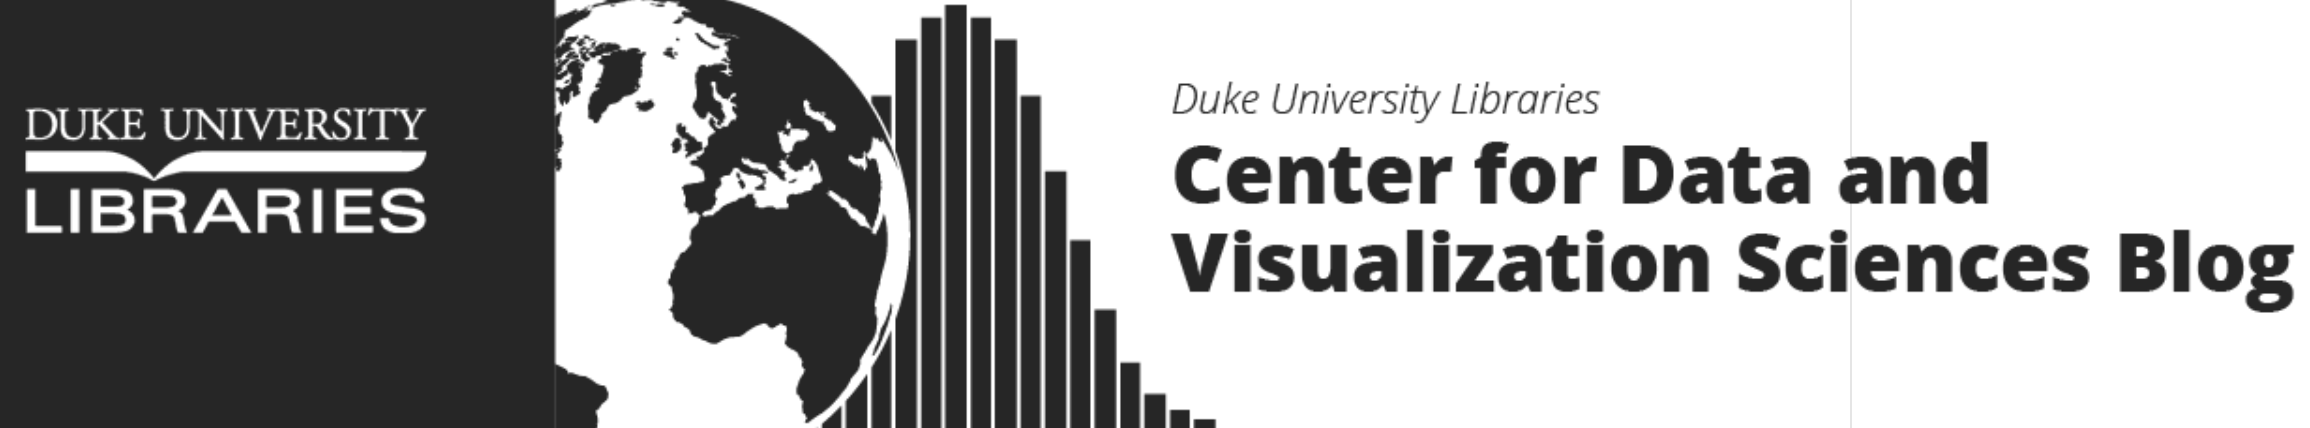 DUKE UNIVERSITY
LIBRARIES
Duke University Libraries
Center for Data and
Visualization Sciences Blog